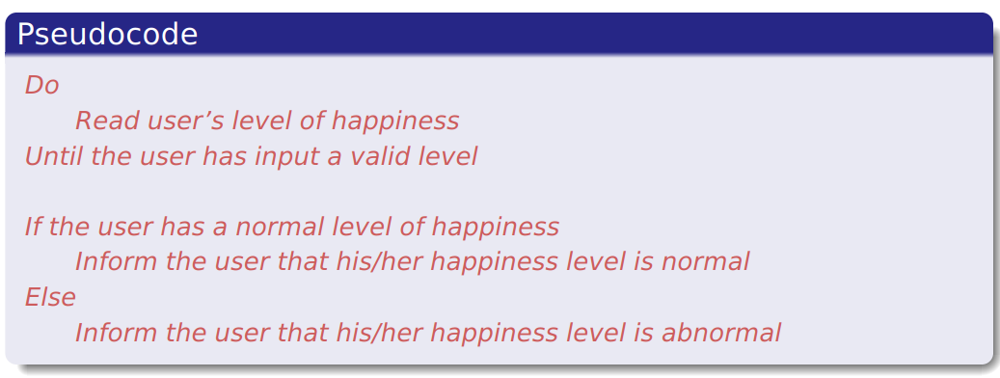 Pseudocode
Do
Read user's level of happiness
Until the user has input a valid level
If the user has a normal level of happiness
Inform the user that his/her happiness level is normal
Else
Inform the user that his/her happiness level is abnormal